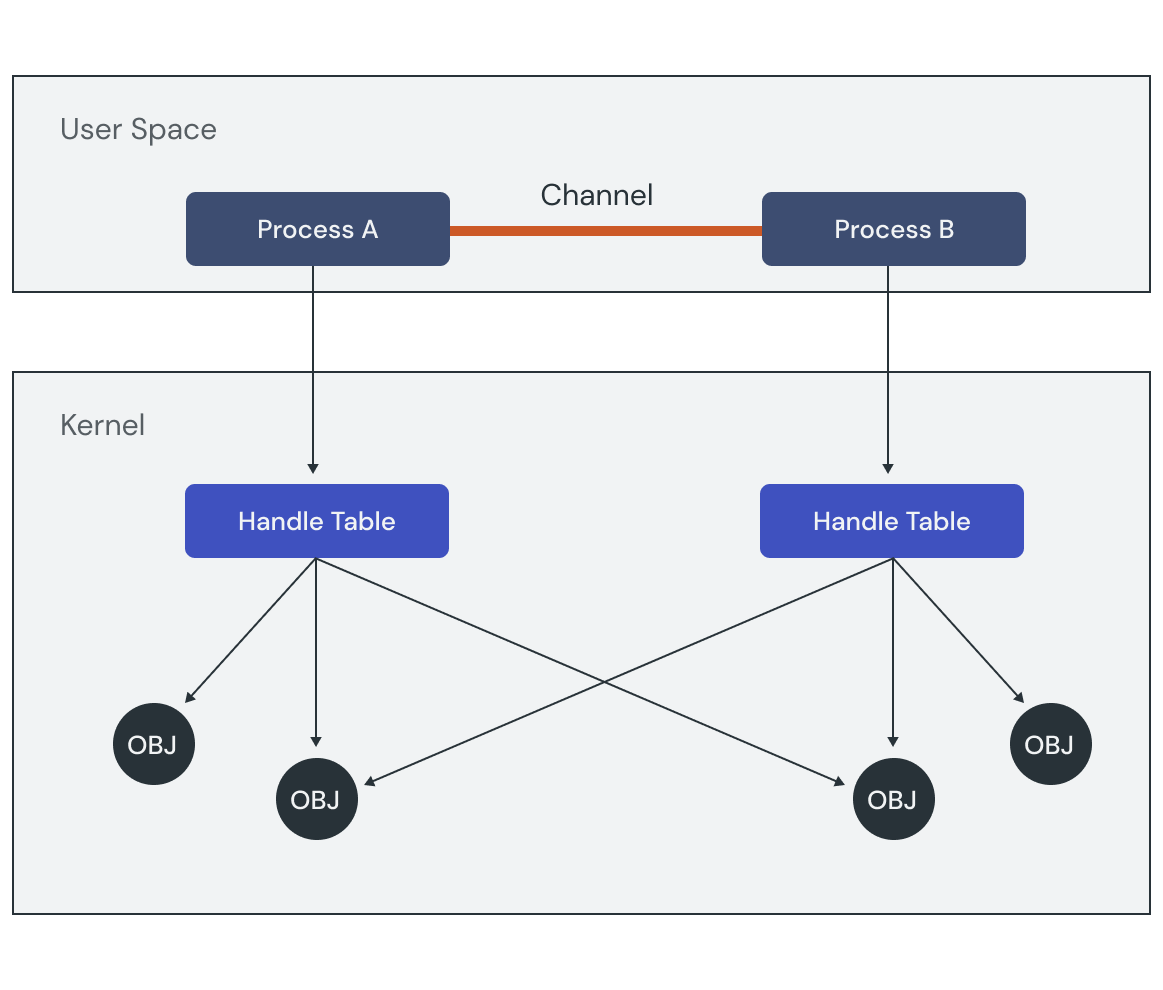 User Space
Channel
Process A
Process B
Kernel
Handle Table
Handle Table
OBJ
OBJ
OBJ
OBJ